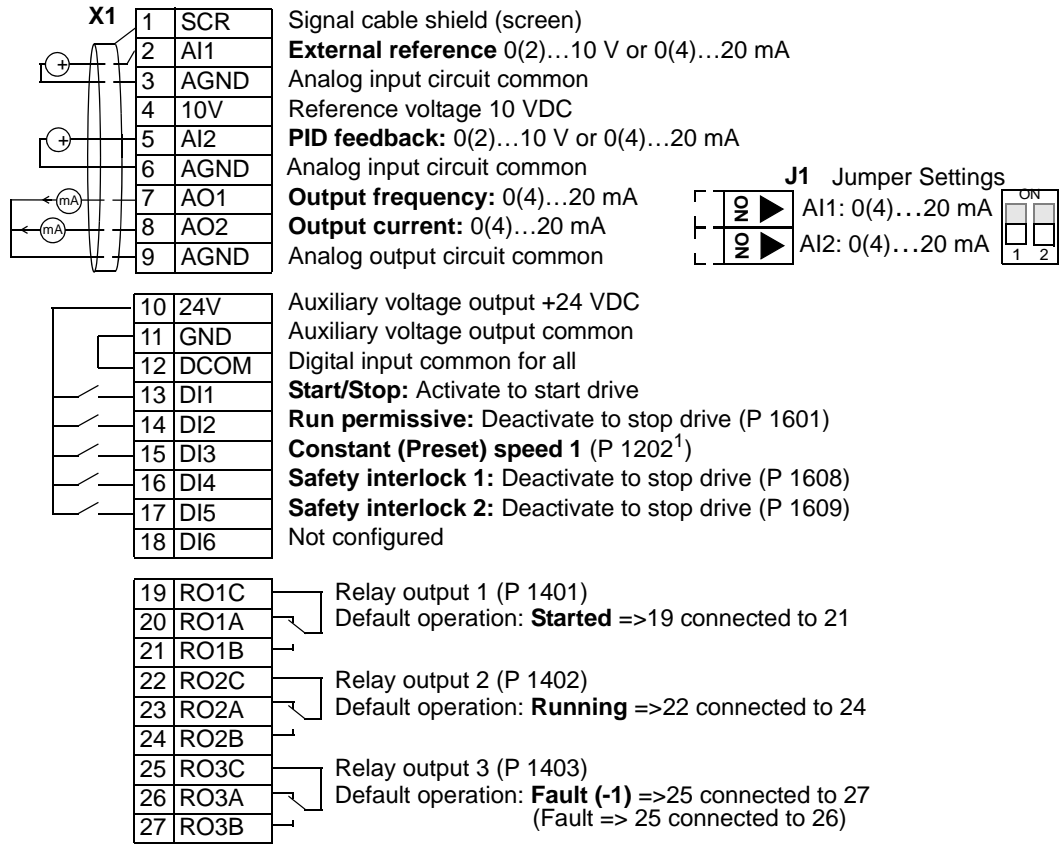 X1
1 SCR Signal cable shield (screen)
2 AI1 External reference 0(2)…10 V or 0(4)…20 mA
3 AGND Analog input circuit common
4 10V Reference voltage 10 VDC
5 AI2 PID feedback: 0(2)…10 V or 0(4)…20 mA
6 AGND Analog input circuit common
7 AO1 Output frequency: 0(4)…20 mA
8 AO2 Output current: 0(4)…20 mA
9 AGND Analog output circuit common
+
+
mA
mA
J1 Jumper Settings
ON AI1: 0(4)…20 mA
ON AI2: 0(4)…20 mA
ON
1 2
10 24V Auxiliary voltage output +24 VDC
11 GND Auxiliary voltage output common
12 DCOM Digital input common for all
13 DI1 Start/Stop: Activate to start drive
14 DI2 Run permissive: Deactivate to stop drive (P 1601)
15 DI3 Constant (Preset) speed 1 (P 1202¹)
16 DI4 Safety interlock 1: Deactivate to stop drive (P 1608)
17 DI5 Safety interlock 2: Deactivate to stop drive (P 1609)
18 DI6 Not configured
19 RO1C Relay output 1 (P 1401)
20 RO1A Default operation: Started =>19 connected to 21
21 RO1B
22 RO2C Relay output 2 (P 1402)
23 RO2A Default operation: Running =>22 connected to 24
24 RO2B
25 RO3C Relay output 3 (P 1403)
26 RO3A Default operation: Fault (-1) =>25 connected to 27
27 RO3B (Fault => 25 connected to 26)